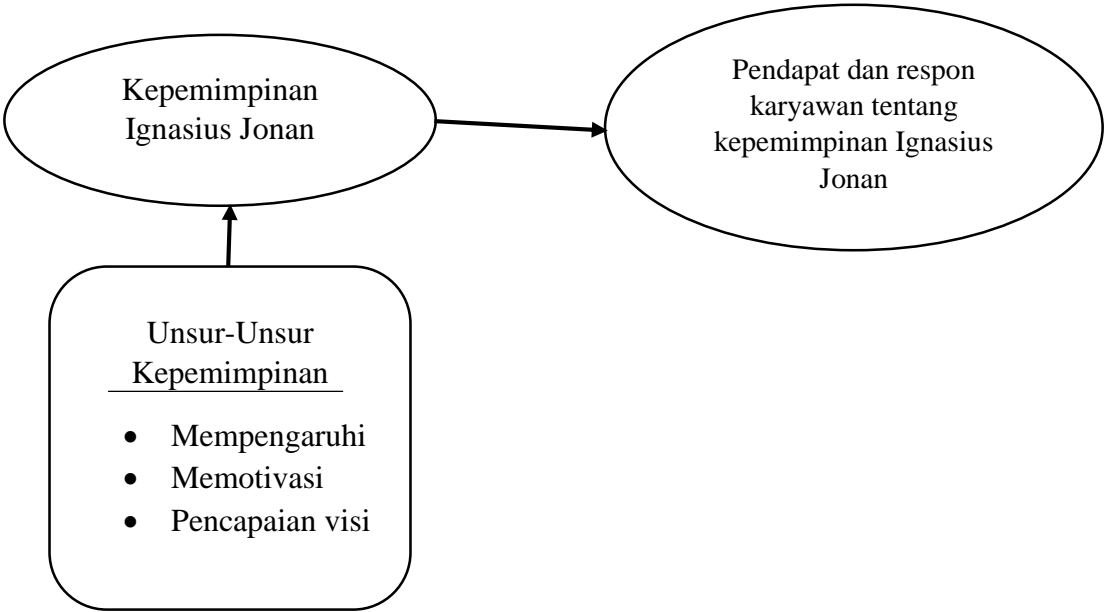 Kepemimpinan
Ignasius Jonan
Pendapat dan respon
karyawan tentang
kepemimpinan Ignasius
Jonan
Unsur-Unsur
Kepemimpinan
• Mempengaruhi
• Memotivasi
• Pencapaian visi